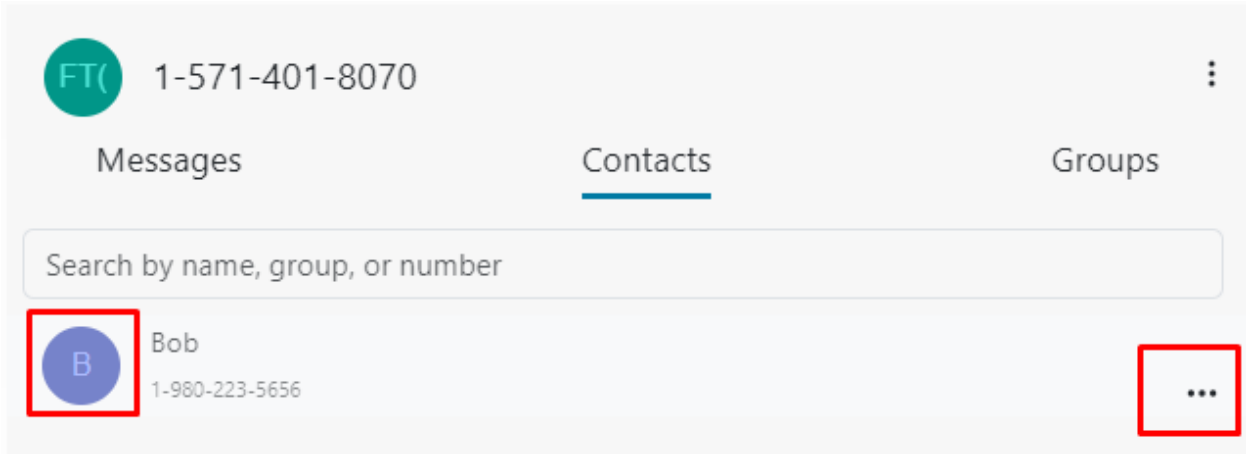 FT( 1-571-401-8070
Messages Contacts Groups
Search by name, group, or number
B Bob
1-980-223-5656